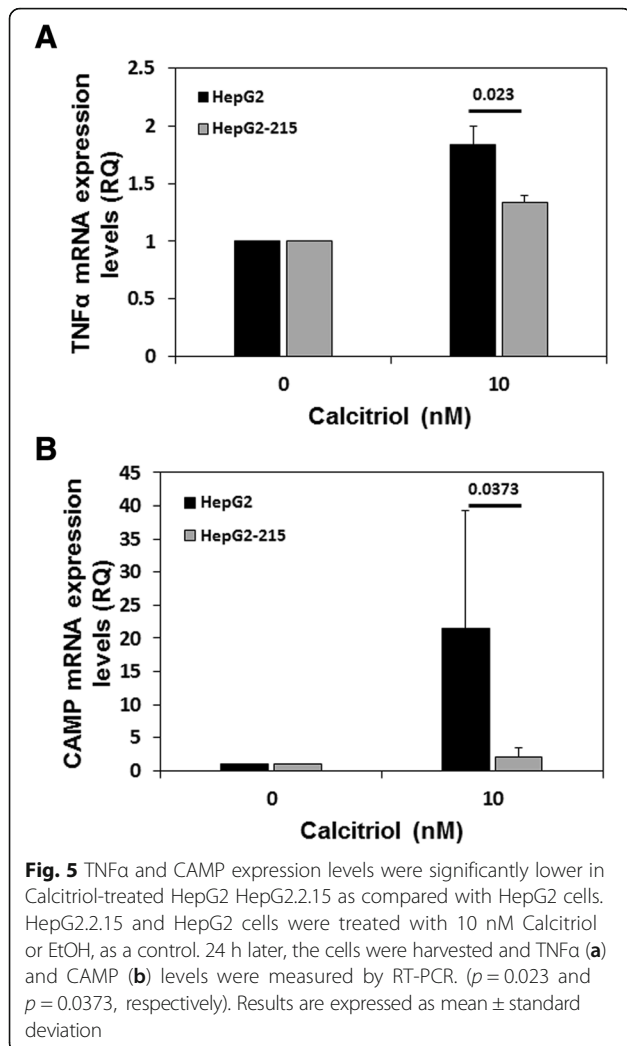 A
2.5
2
1.5
1
0.5
0
TNFα mRNA expression
levels (RQ)
HepG2
HepG2-215
0.023
0
10
Calcitriol (nM)
B
45
40
35
30
25
20
15
10
5
0
CAMP mRNA expression
levels (RQ)
HepG2
HepG2-215
0.0373
0
10
Calcitriol (nM)
Fig. 5 TNFα and CAMP expression levels were significantly lower in
Calcitriol-treated HepG2 HepG2.2.15 as compared with HepG2 cells.
HepG2.2.15 and HepG2 cells were treated with 10 nM Calcitriol
or EtOH, as a control. 24 h later, the cells were harvested and TNFα (a)
and CAMP (b) levels were measured by RT-PCR. (p = 0.023 and
p = 0.0373, respectively). Results are expressed as mean ± standard
deviation